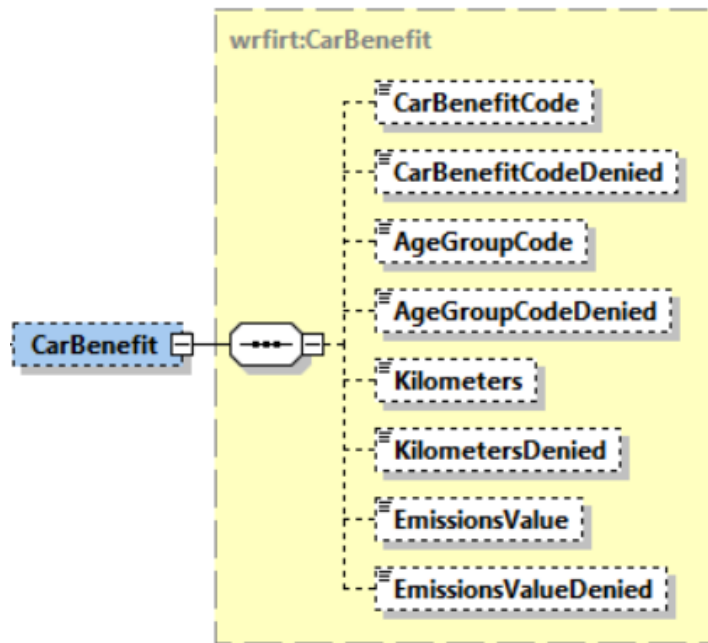 wrfirt:CarBenefit
CarBenefitCode
CarBenefitCodeDenied
AgeGroupCode
AgeGroupCodeDenied
CarBenefit
Kilometers
KilometersDenied
EmissionsValue
EmissionsValueDenied